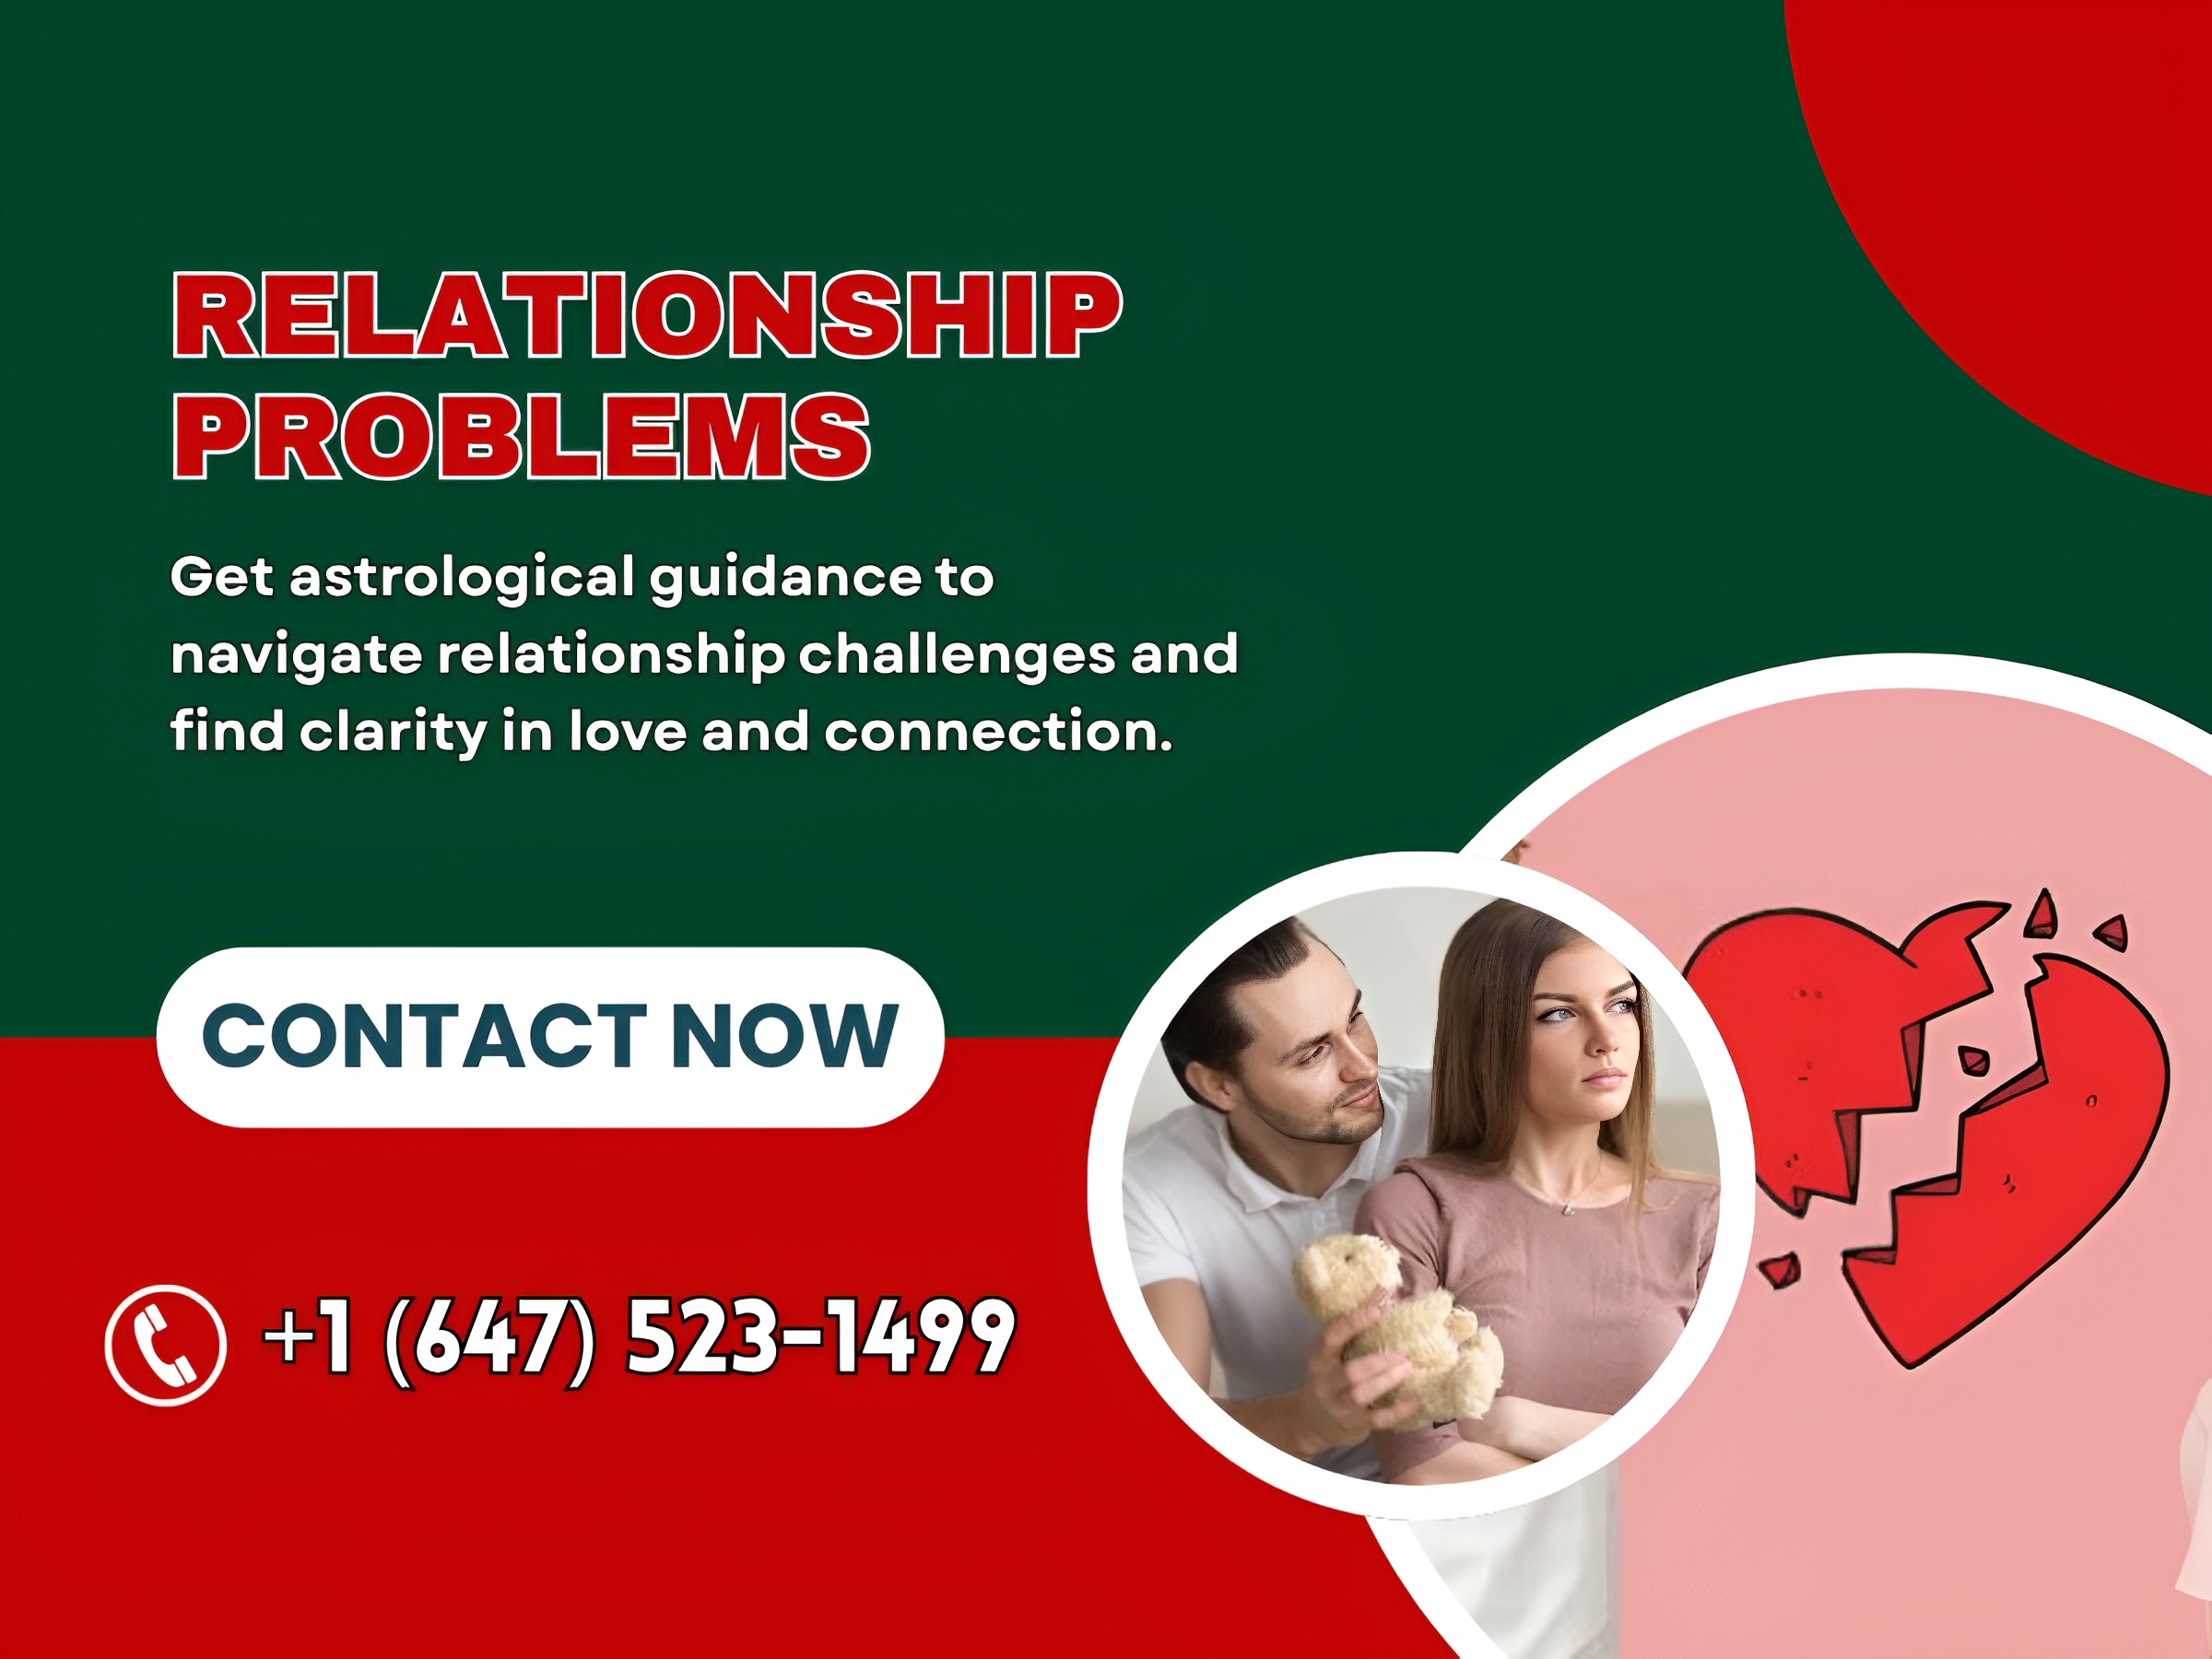 RELATIONSHIP
PROBLEMS
Get astrological guidance to
navigate relationship challenges and
find clarity in love and connection.
CONTACT NOW
+1 (647) 523-1499